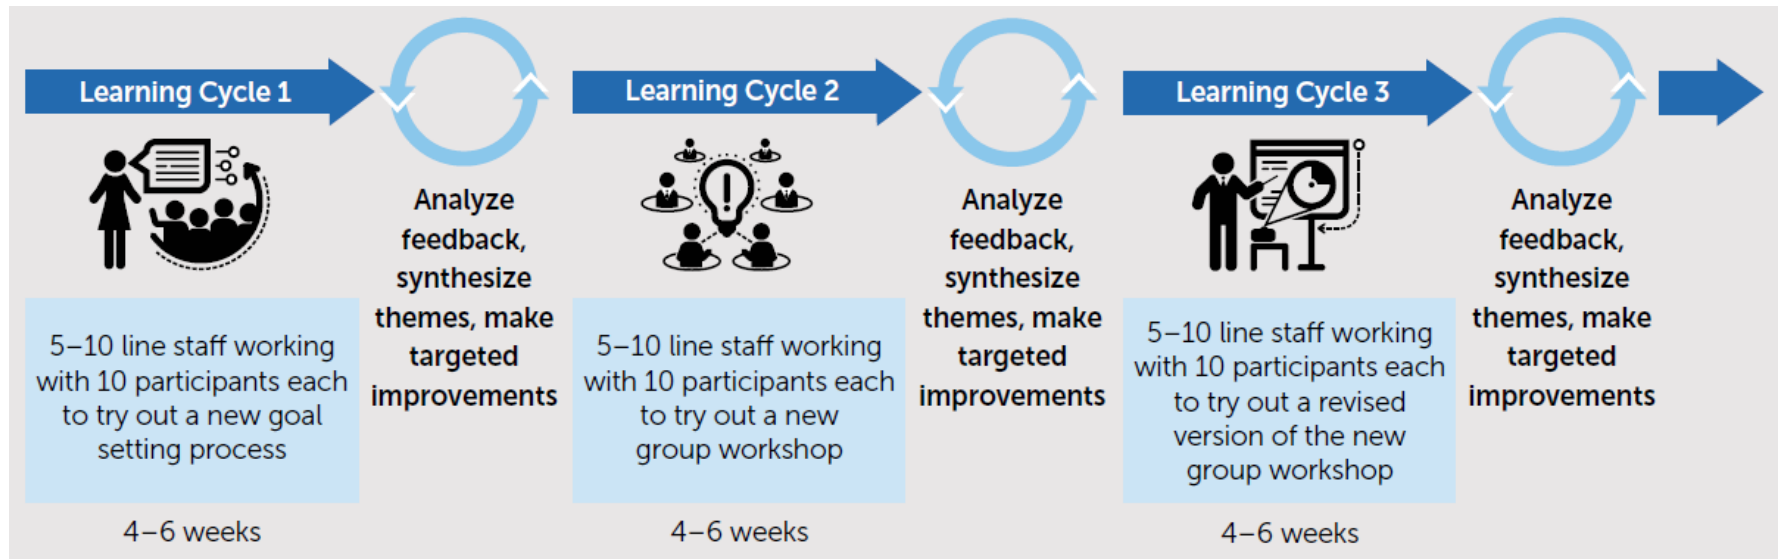 Learning Cycle 1
5–10 line staff working
with 10 participants each
to try out a new goal
setting process
4–6 weeks
Analyze
feedback,
synthesize
themes, make
targeted
improvements
Learning Cycle 2
5–10 line staff working
with 10 participants each
to try out a new
group workshop
4–6 weeks
Analyze
feedback,
synthesize
themes, make
targeted
improvements
Learning Cycle 3
5–10 line staff working
with 10 participants each
to try out a revised
version of the new
group workshop
4–6 weeks
Analyze
feedback,
synthesize
themes, make
targeted
improvements